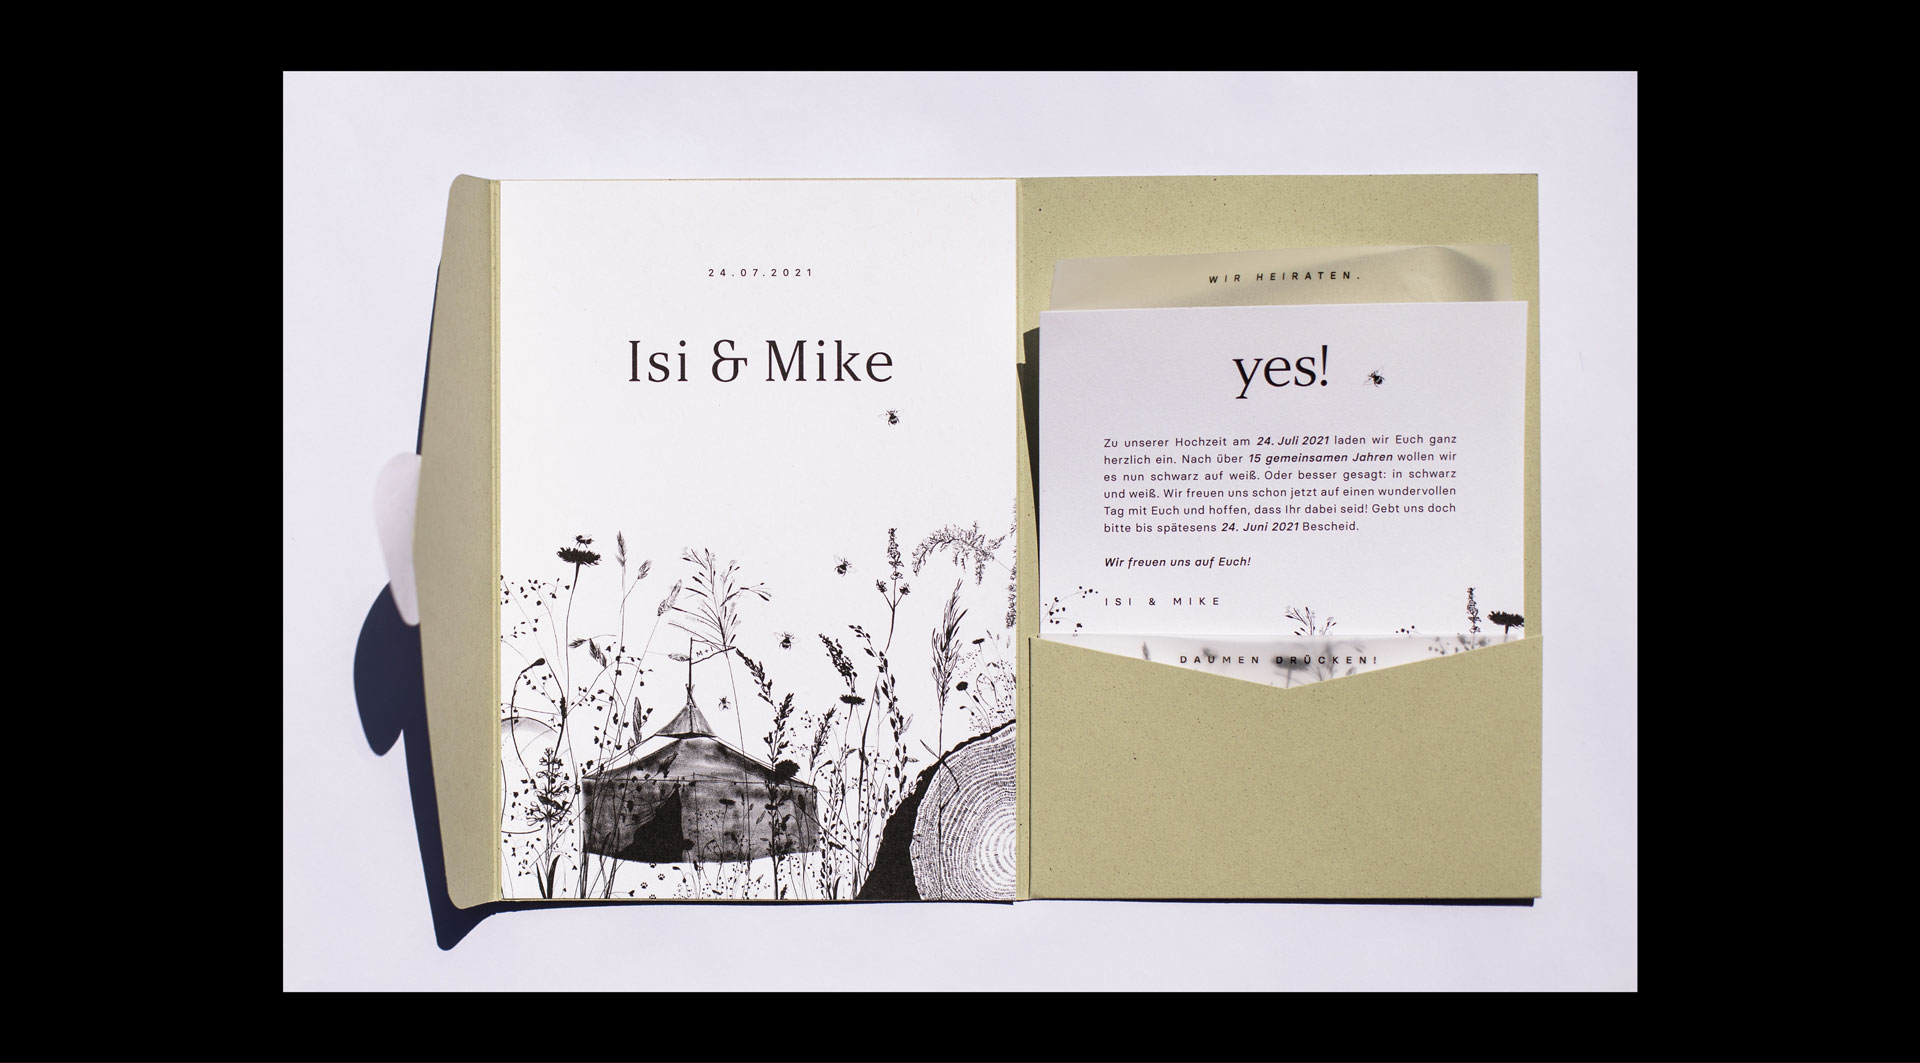 24.07.2021
Isi & Mike
M+I
WIR HEIRATEN.
yes!
Zu unserer Hochzeit am 24. Juli 2021 laden wir Euch ganz
herzlich ein. Nach über 15 gemeinsamen Jahren wollen wir
es nun schwarz auf weiß. Oder besser gesagt: in schwarz
und weiß. Wir freuen uns schon jetzt auf einen wundervollen
Tag mit Euch und hoffen, dass Ihr dabei seid! Gebt uns doch
bitte bis spätesens 24. Juni 2021 Bescheid.
Wir freuen uns auf Euch!
ISI & MIKE
DAUMEN DRÜCKEN!